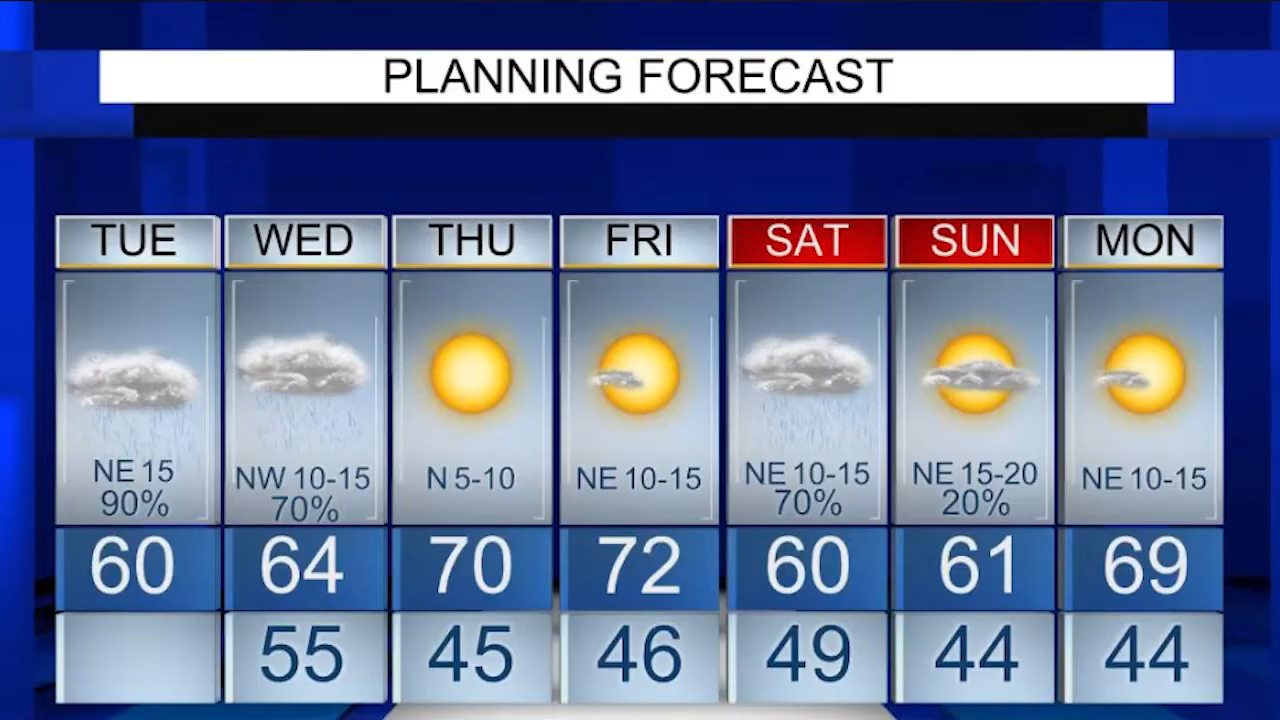 PLANNING FORECAST
TUE WED THU FRI SAT SUN MON
NE 15 NW 10-15 N 5-10 NE 10-15 NE 10-15 NE 15-20 NE 10-15
90% 70% 70% 20%
60 64 70 72 60 61 69
55 45 46 49 44 44